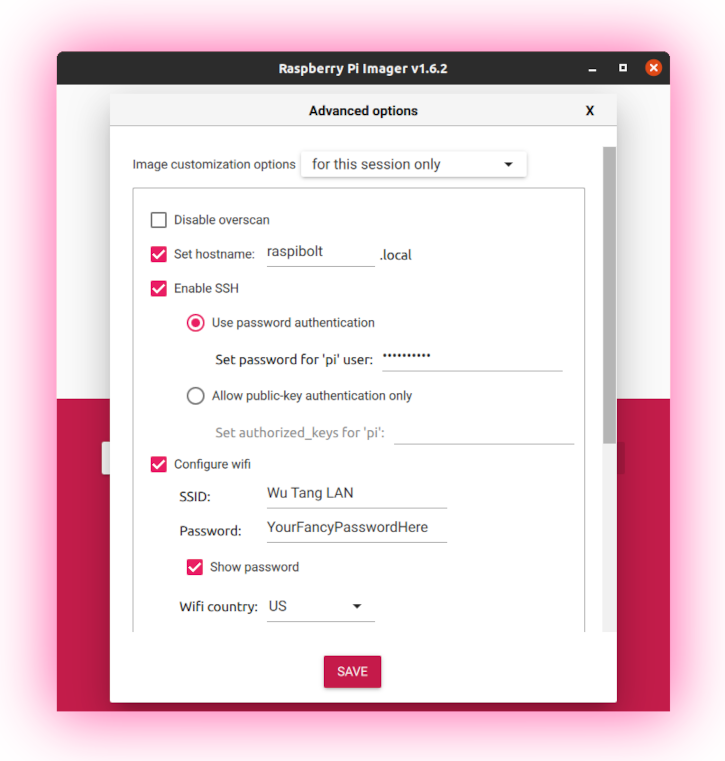 Raspberry Pi Imager v1.6.2
Advanced options X
Image customization options for this session only
Disable overscan
Set hostname: raspibolt .local
Enable SSH
Use password authentication
Set password for 'pi' user: ••••••••••
Allow public-key authentication only
Set authorized_keys for 'pi':
Configure wifi
SSID: Wu Tang LAN
Password: YourFancyPasswordHere
Show password
Wifi country: US
SAVE